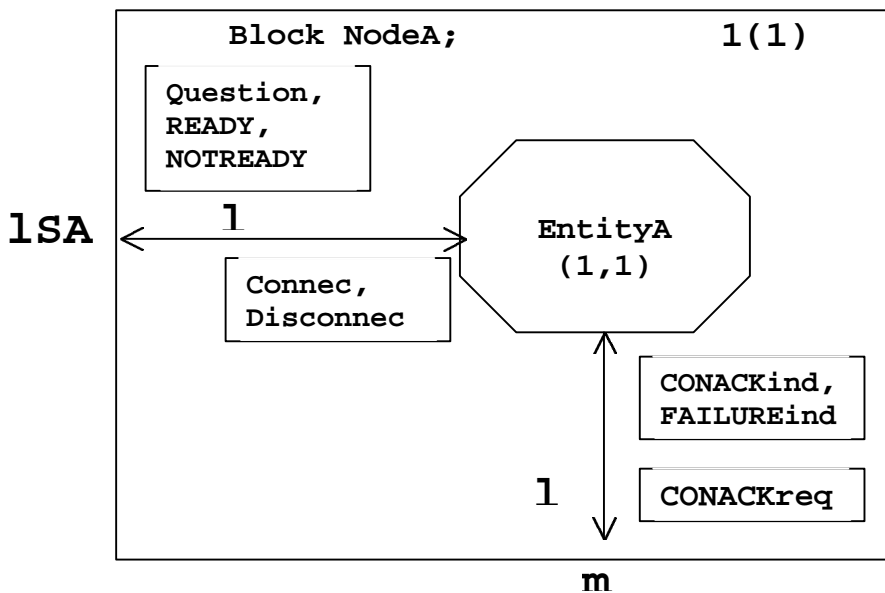 Block NodeA; 1(1)
Question,
READY,
NOTREADY
lSA
l
EntityA
(1,1)
Connec,
Disconnec
CONACKind,
FAILUREind
l
CONACKreq
m